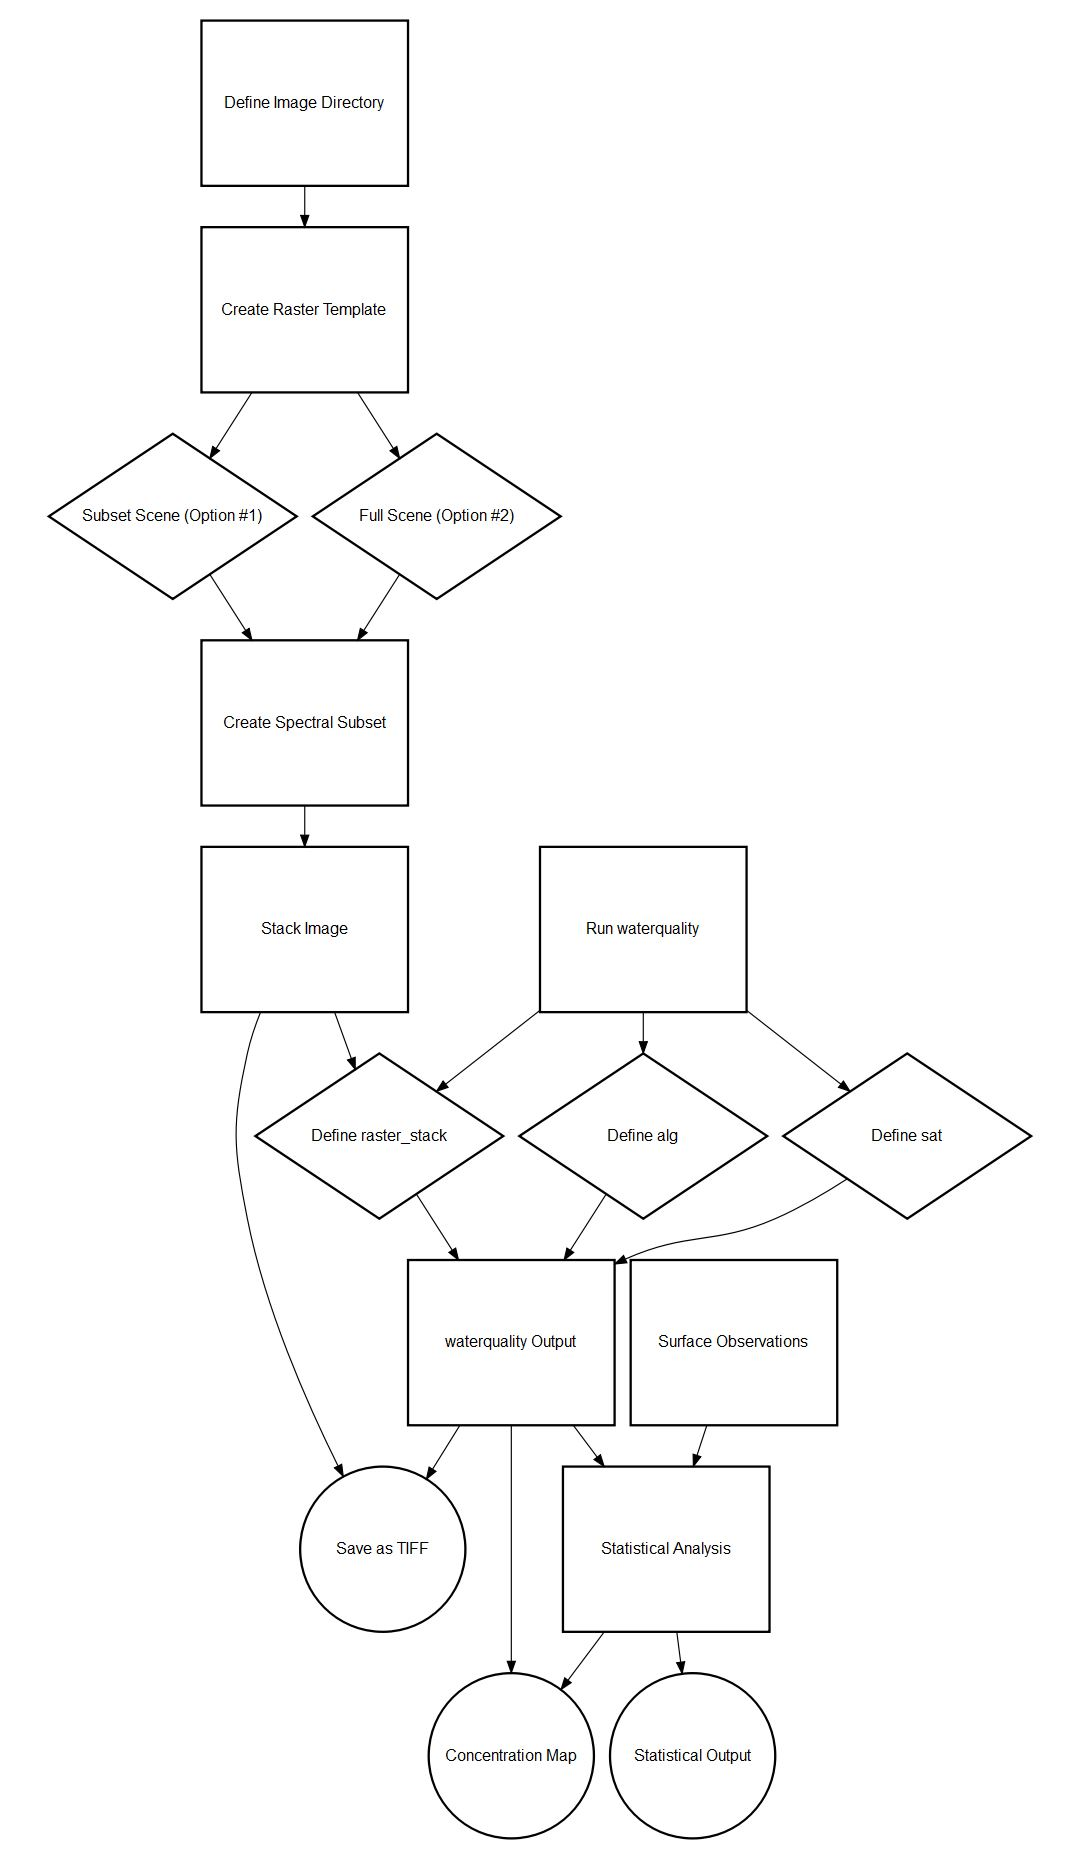 Define Image Directory
Create Raster Template
Subset Scene (Option #1)
Full Scene (Option #2)
Create Spectral Subset
Stack Image
Run waterquality
Define raster_stack
Define alg
Define sat
waterquality Output
Surface Observations
Save as TIFF
Statistical Analysis
Concentration Map
Statistical Output